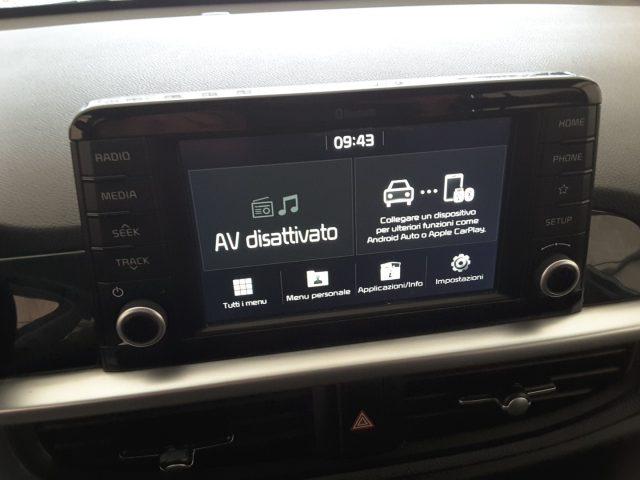 09:43
RADIO
MEDIA
SEEK
TRACK
HOME
PHONE
SETUP
AV disattivato
Collegare un dispositivo
per ulteriori funzioni come
Android Auto o Apple CarPlay.
Tutti i menu
Menu personale
Applicazioni/Info
Impostazioni